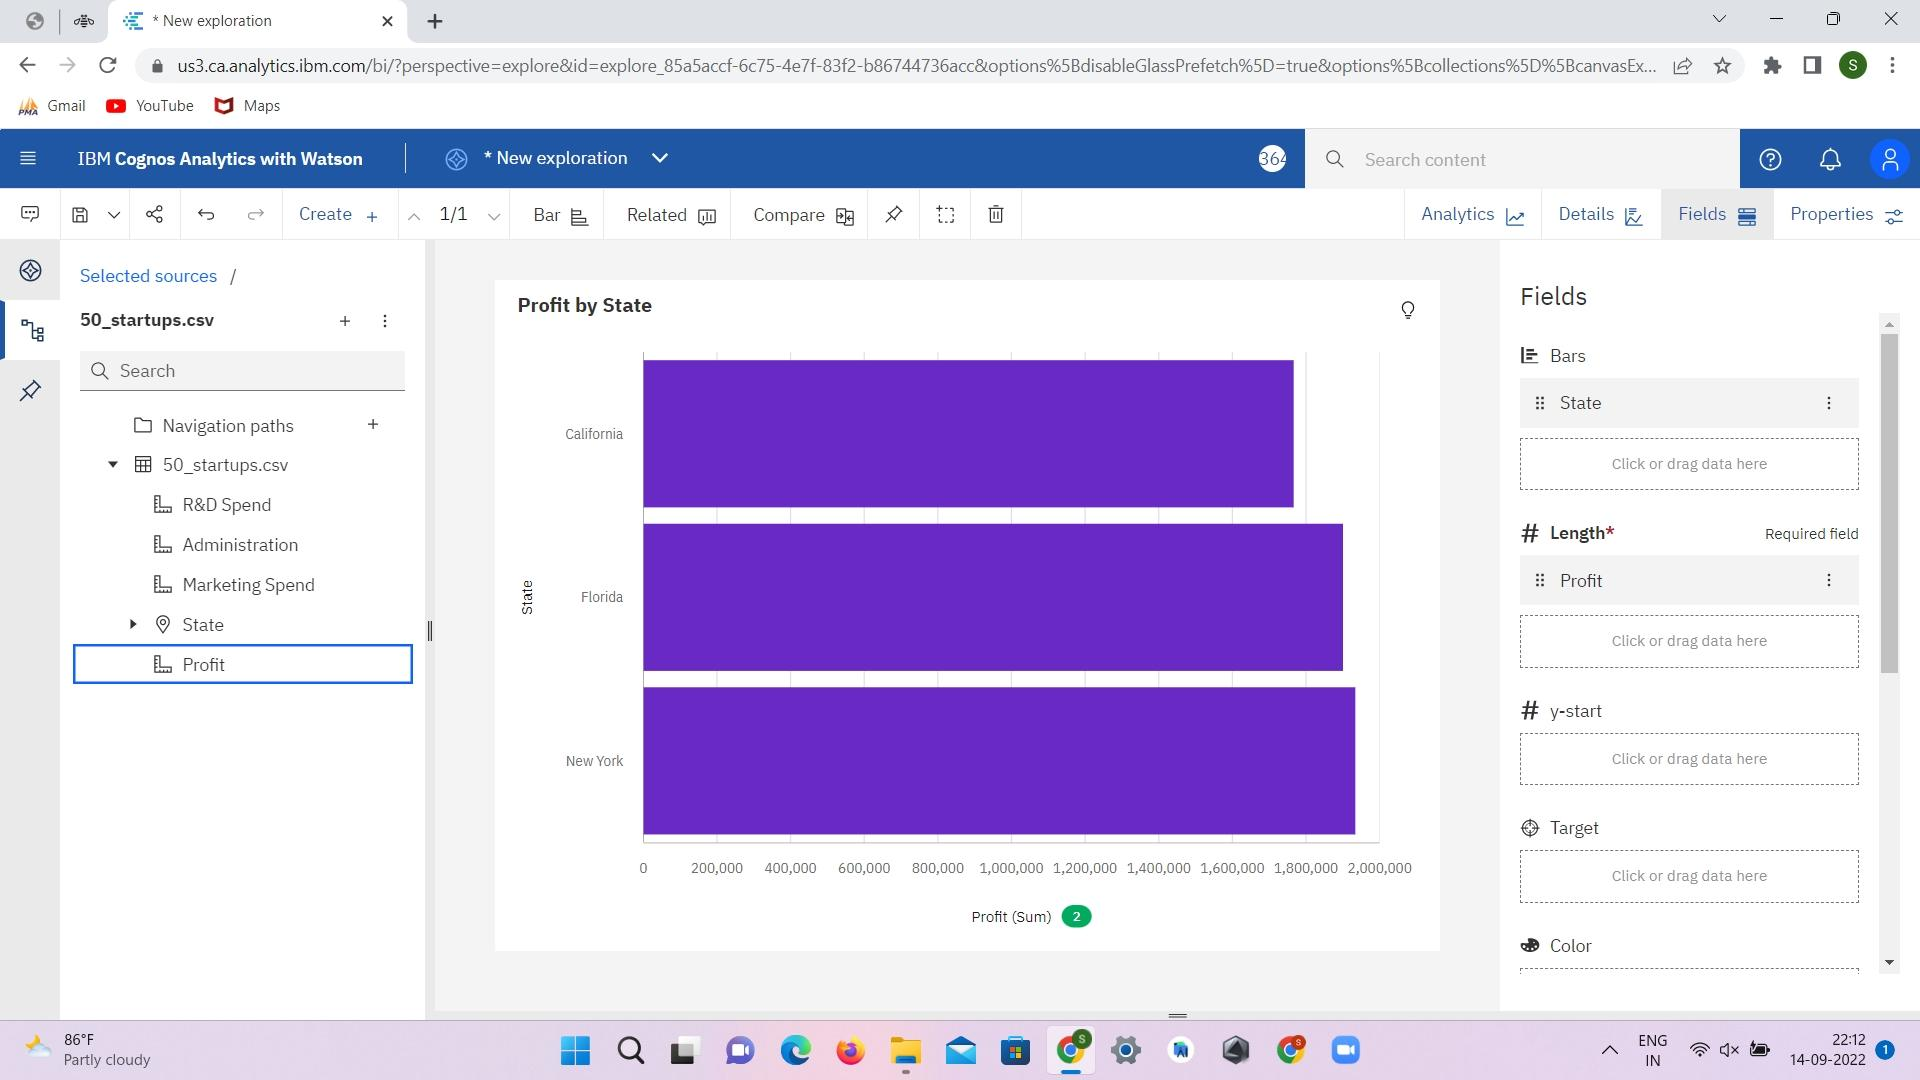 * New exploration
us3.ca.analytics.ibm.com/bi/?perspective=explore&id=explore_85a5accf-6c75-4e7f-83f2-b86744736acc&options%5BdisableGlassPrefetch%5D=true&options%5Bcollections%5D%5BcanvasEx...
S
PMA Gmail YouTube Maps
IBM Cognos Analytics with Watson
* New exploration
364
Search content
Create + 1/1 Bar Related Compare
Analytics Details Fields Properties
Selected sources /
50_startups.csv
Search
Navigation paths
50_startups.csv
R&D Spend
Administration
Marketing Spend
State
Profit
Profit by State
California
Florida
New York
State
0 200,000 400,000 600,000 800,000 1,000,000 1,200,000 1,400,000 1,600,000 1,800,000 2,000,000
Profit (Sum) 2
Fields
Bars
State
Click or drag data here
# Length* Required field
Profit
Click or drag data here
# y-start
Click or drag data here
Target
Click or drag data here
Color
86°F
Partly cloudy
ENG
IN
22:12
14-09-2022
1